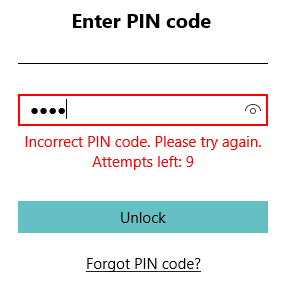 Enter PIN code
••••
Incorrect PIN code. Please try again.
Attempts left: 9
Unlock
Forgot PIN code?